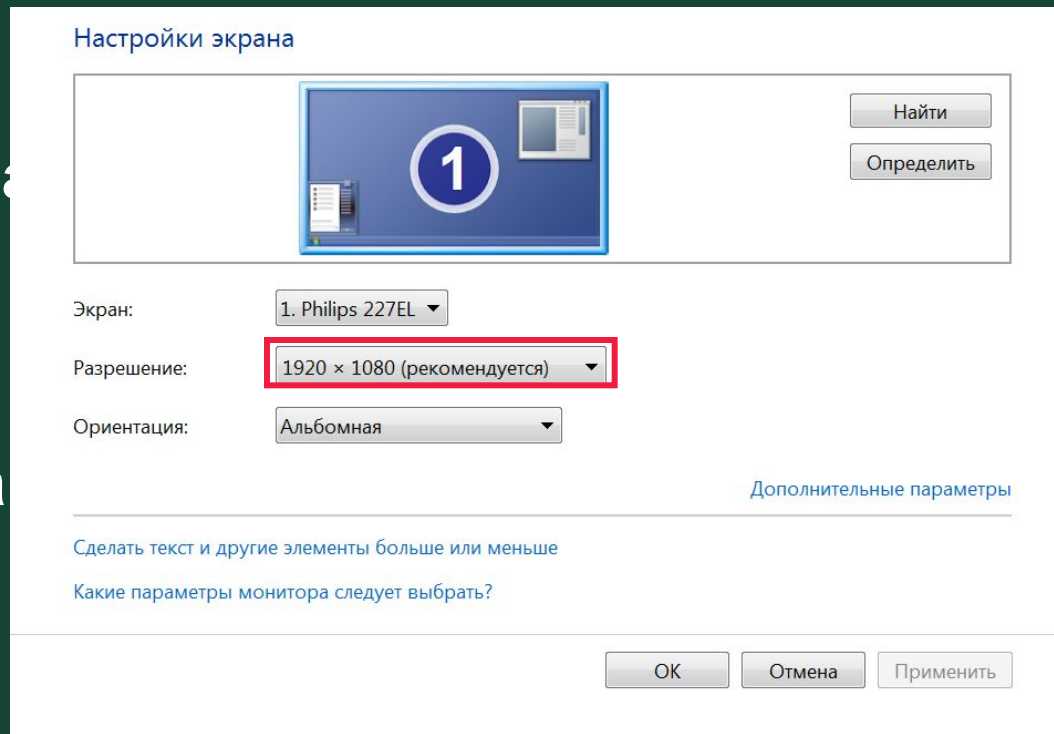 Настройки экрана
1
Найти
Определить
Экран: 1. Philips 227EL
Разрешение: 1920 × 1080 (рекомендуется)
Ориентация: Альбомная
Дополнительные параметры
Сделать текст и другие элементы больше или меньше
Какие параметры монитора следует выбрать?
ОК Отмена Применить